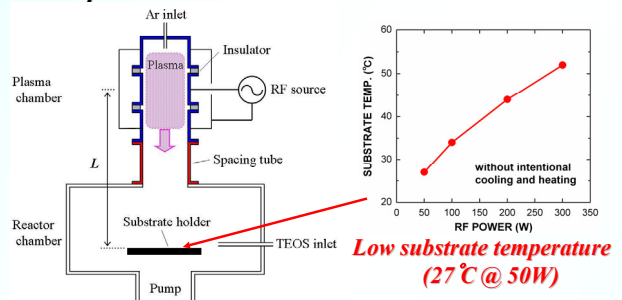 Ar inlet
Insulator
Plasma
Plasma
chamber
RF source
L
Spacing tube
Reactor
chamber
Substrate holder
TEOS inlet
Pump
SUBSTRATE TEMP. (°C)
60
50
40
30
20
without intentional
cooling and heating
0 50 100 150 200 250 300 350
RF POWER (W)
Low substrate temperature
(27°C @ 50W)